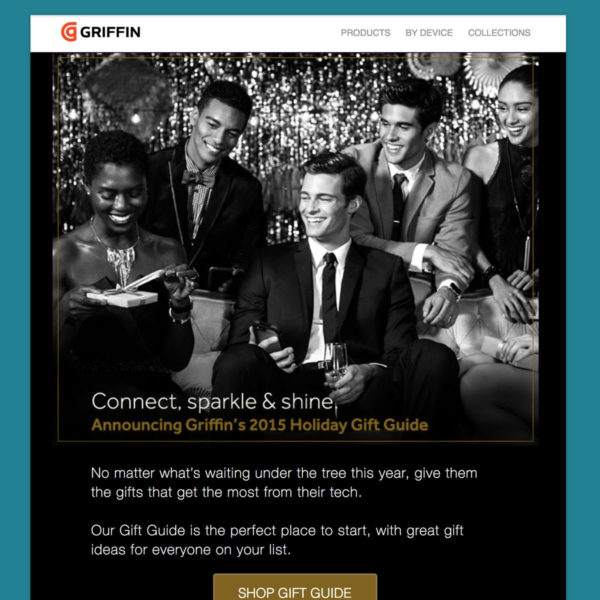 GRIFFIN
PRODUCTS BY DEVICE COLLECTIONS
Connect, sparkle & shine.
Announcing Griffin's 2015 Holiday Gift Guide
No matter what's waiting under the tree this year, give them
the gifts that get the most from their tech.
Our Gift Guide is the perfect place to start, with great gift
ideas for everyone on your list.
SHOP GIFT GUIDE